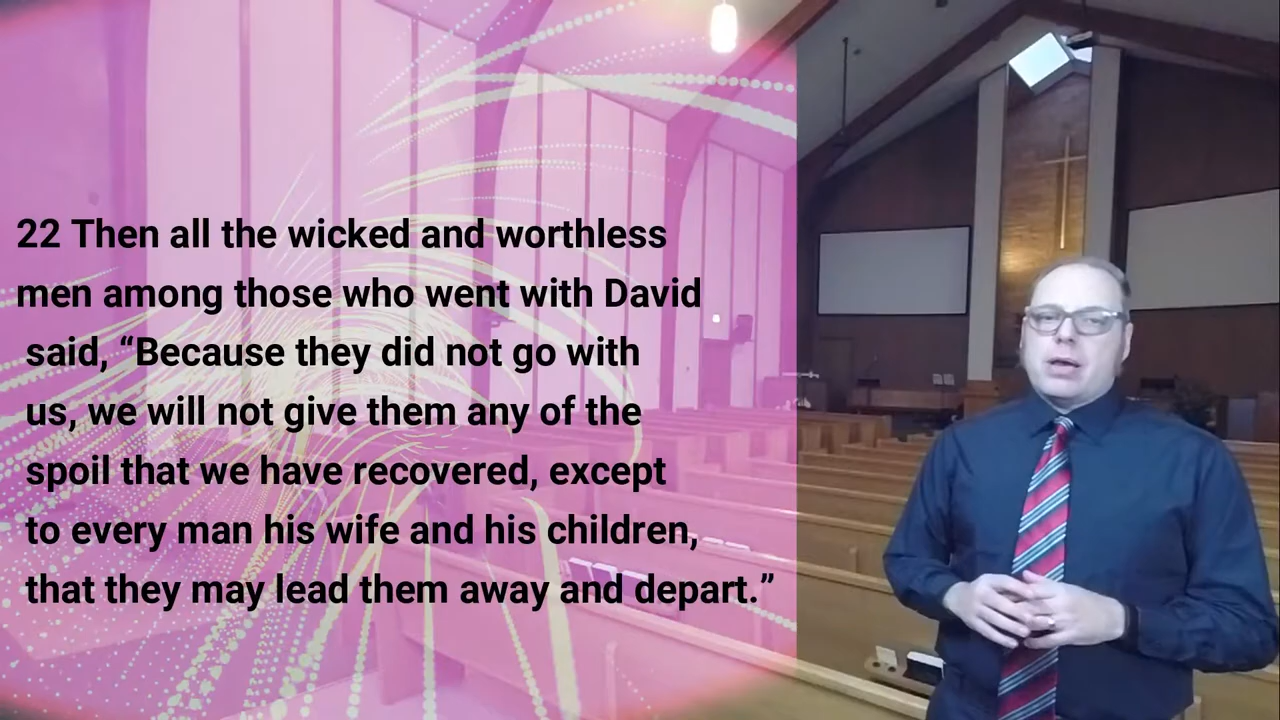 22 Then all the wicked and worthless
men among those who went with David
said, “Because they did not go with
us, we will not give them any of the
spoil that we have recovered, except
to every man his wife and his children,
that they may lead them away and depart.”